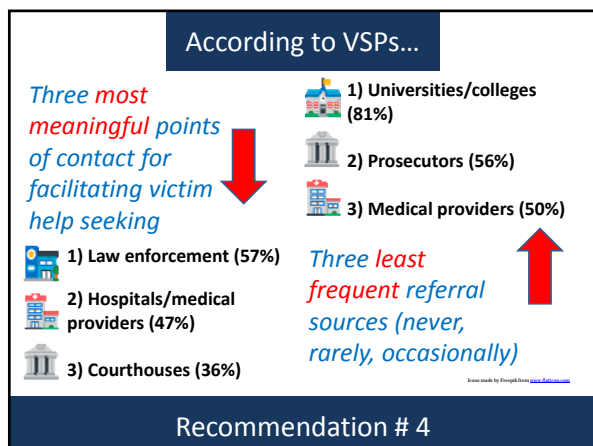 According to VSPs…
Three most
meaningful points
of contact for
facilitating victim
help seeking
1) Law enforcement (57%)
2) Hospitals/medical
providers (47%)
3) Courthouses (36%)
1) Universities/colleges
(81%)
2) Prosecutors (56%)
3) Medical providers (50%)
Three least
frequent referral
sources (never,
rarely, occasionally)
Icons made by Freepik from www.flaticon.com
Recommendation # 4